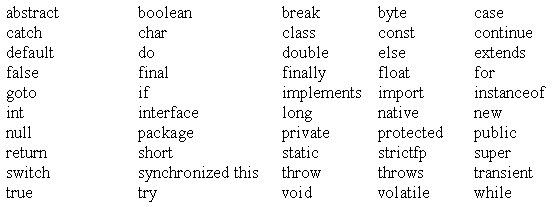 abstract boolean break byte case
catch char class const continue
default do double else extends
false final finally float for
goto if implements import instanceof
int interface long native new
null package private protected public
return short static strictfp super
switch synchronized this throw throws transient
true try void volatile while